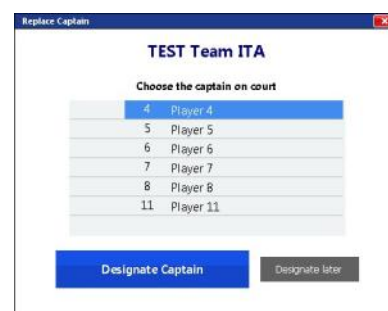 Replace Captain
TEST Team ITA
Choose the captain on court
4 Player 4
5 Player 5
6 Player 6
7 Player 7
8 Player 8
11 Player 11
Designate Captain Designate later